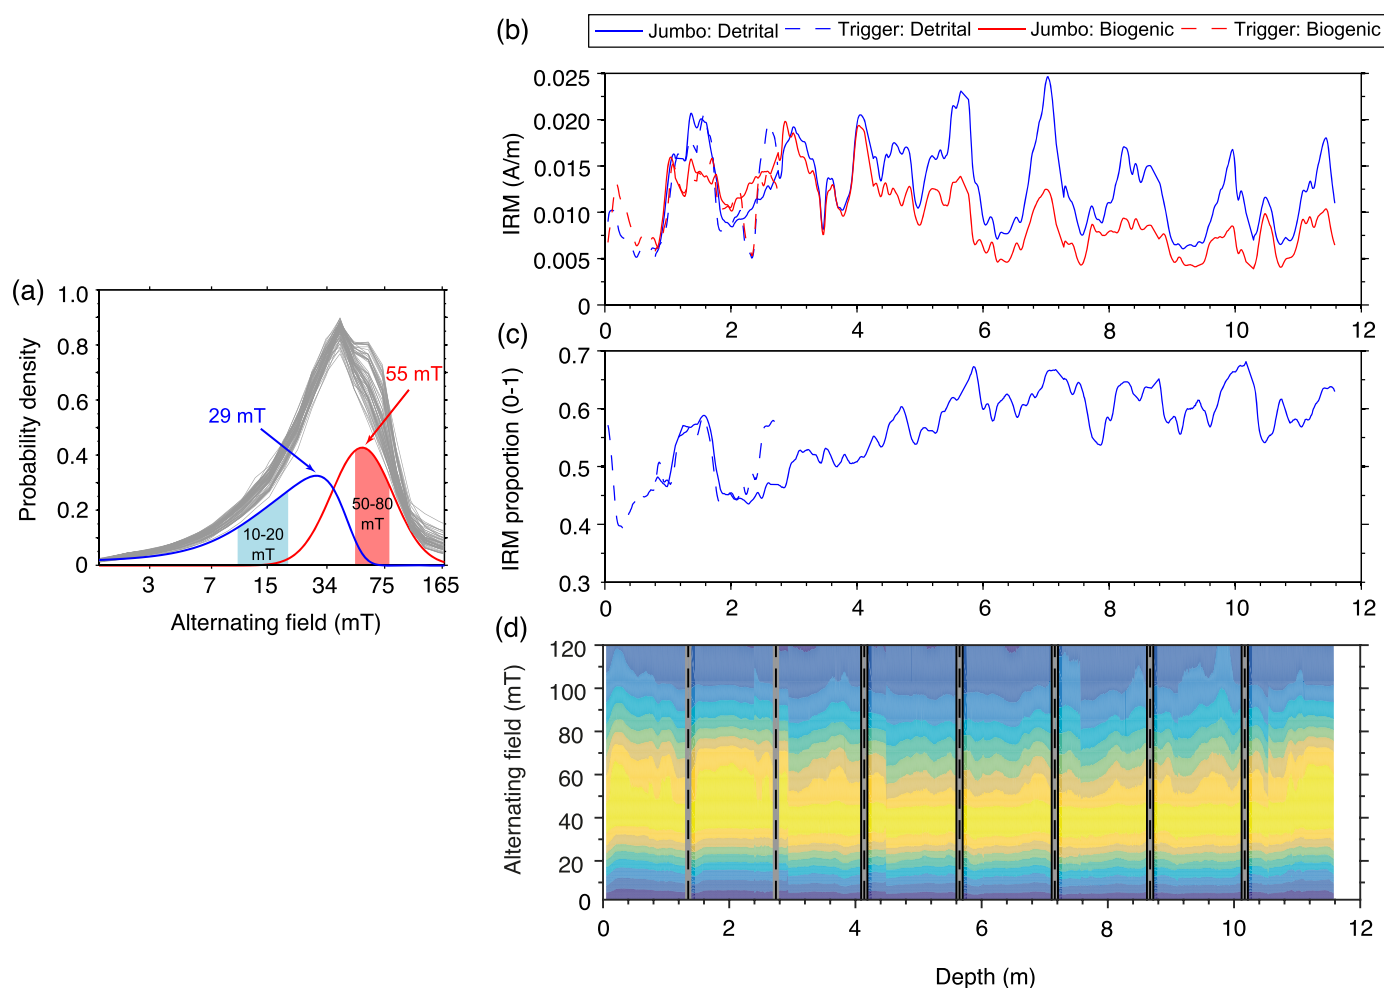 (b)
Jumbo: Detrital Trigger: Detrital Jumbo: Biogenic Trigger: Biogenic
0.025
0.020
0.015
0.010
0.005
0
IRM (A/m)
0 2 4 6 8 10 12
(a)
1.0
0.8
0.6
0.4
0.2
0
Probability density
55 mT
29 mT
10-20
mT
50-80
mT
3 7 15 34 75 165
Alternating field (mT)
(c)
0.7
0.6
0.5
0.4
0.3
IRM proportion (0-1)
0 2 4 6 8 10 12
(d)
120
100
80
60
40
20
0
Alternating field (mT)
0 2 4 6 8 10 12
Depth (m)